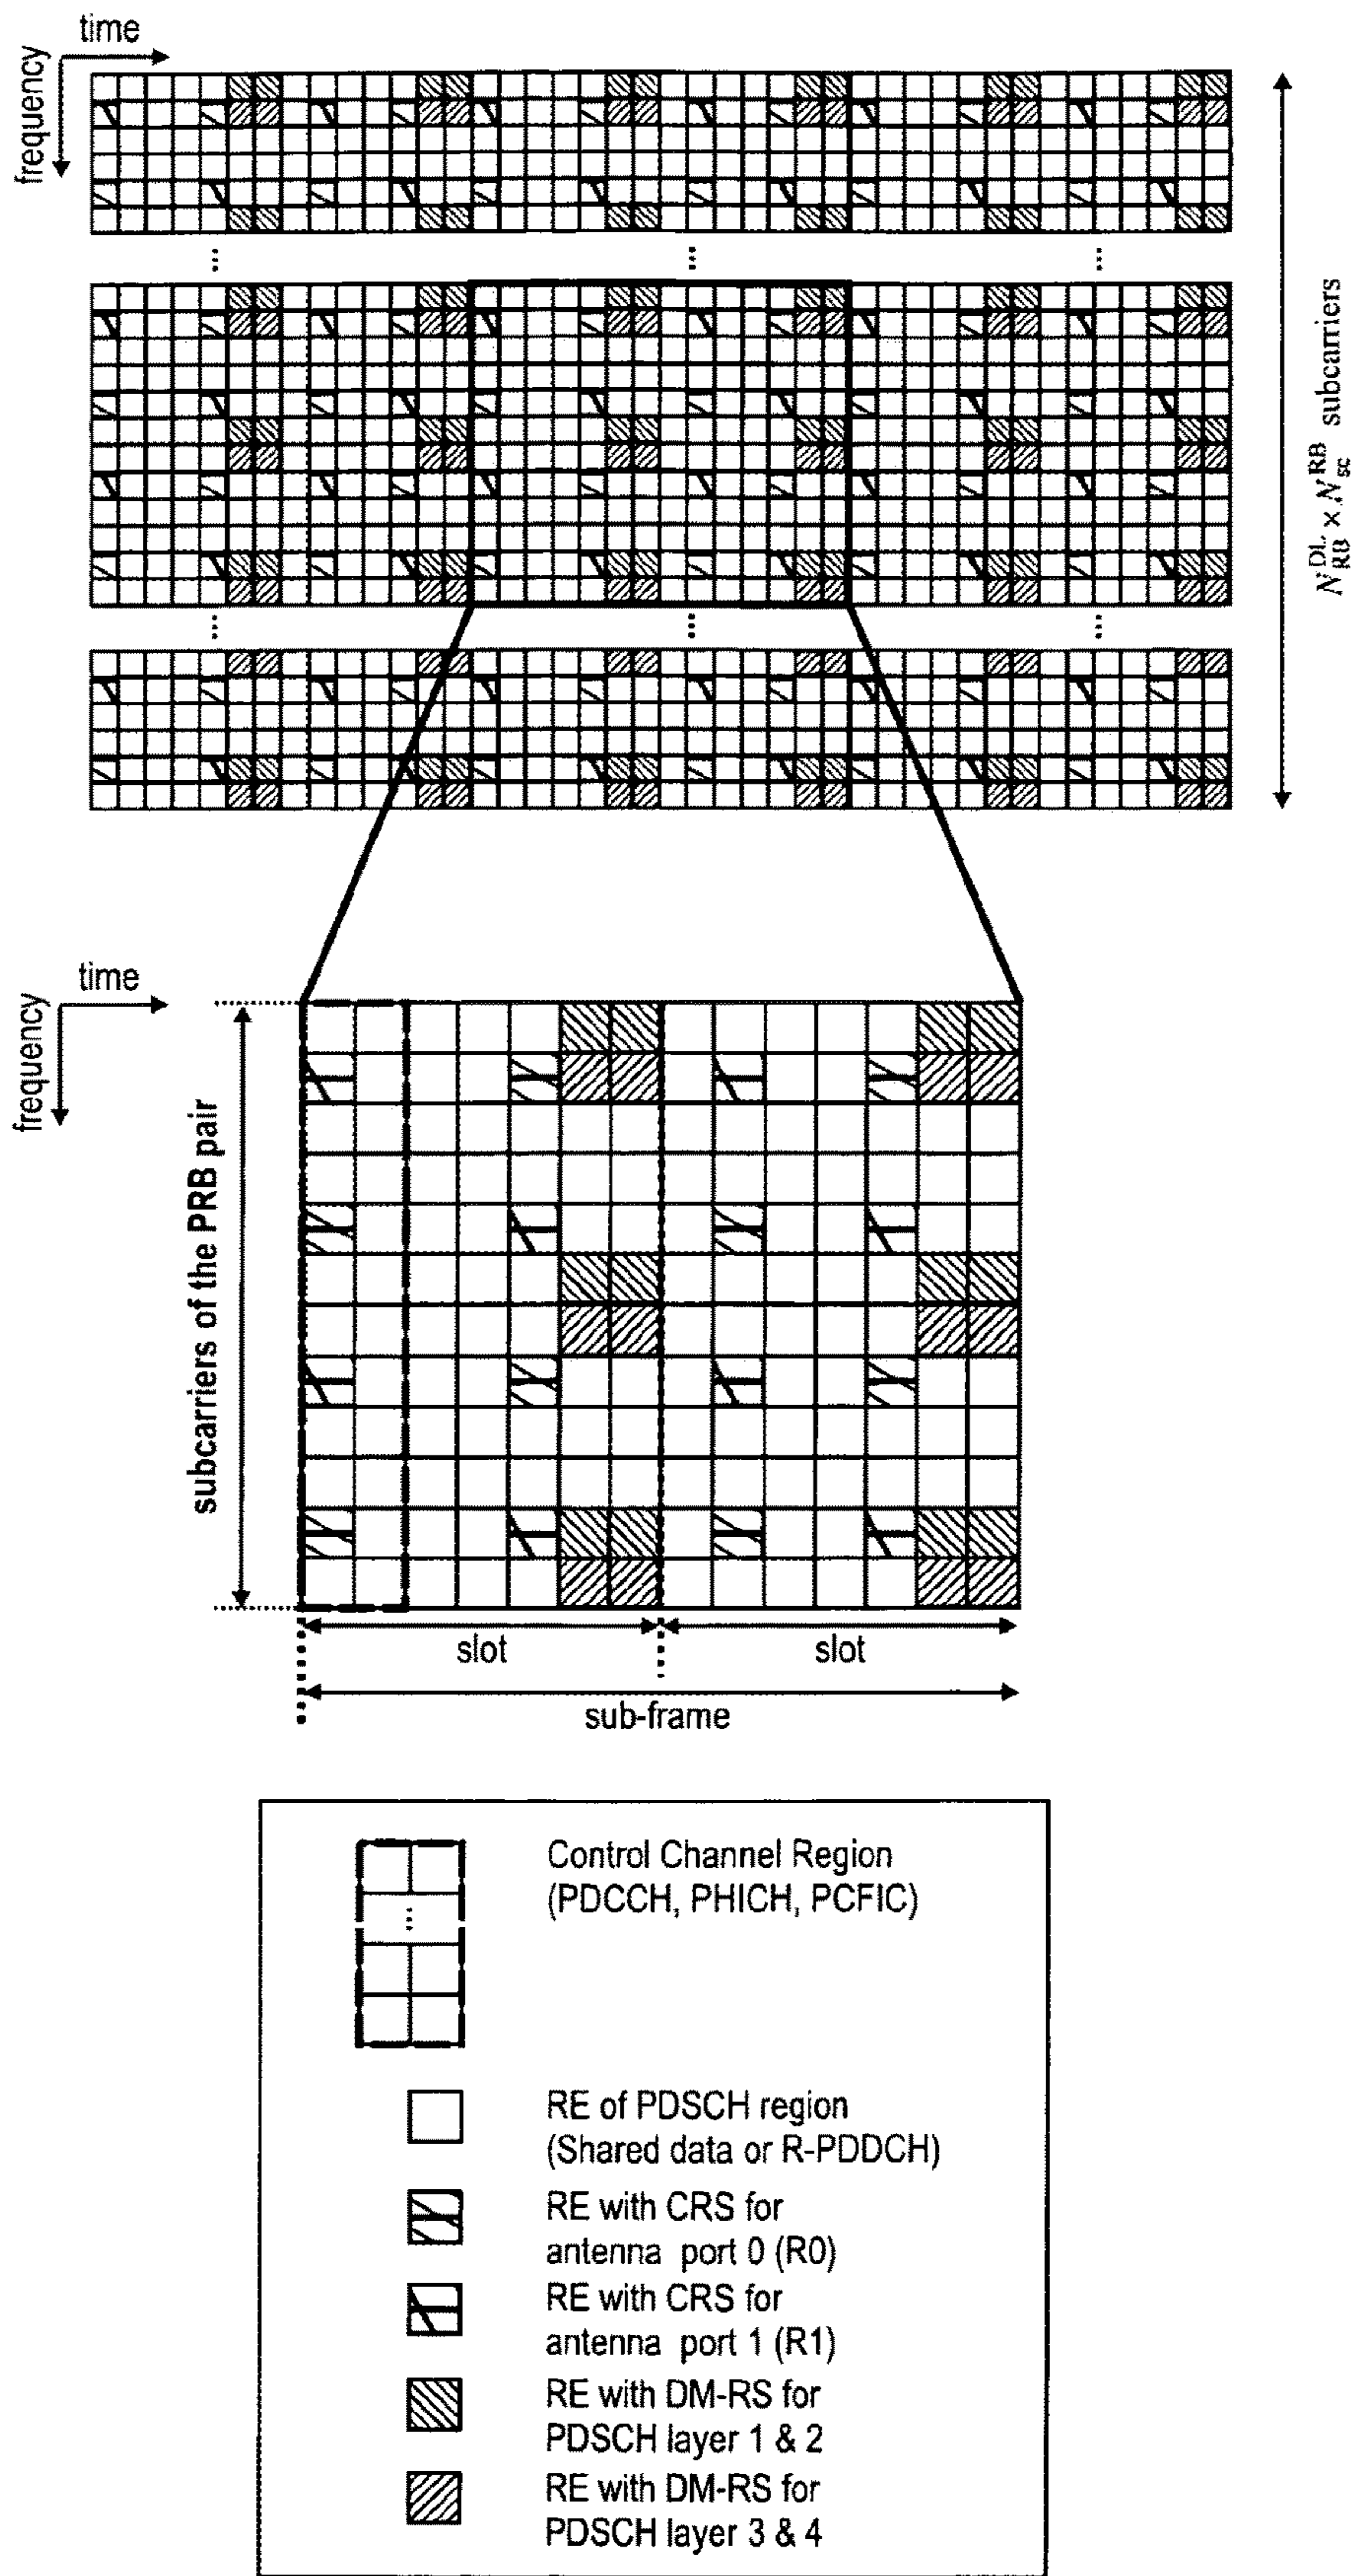 time
frequency
...
...
...
N_RB^DL × N_sc^RB subcarriers
...
...
...
time
frequency
subcarriers of the PRB pair
slot
slot
sub-frame
Control Channel Region
(PDCCH, PHICH, PCFIC)
...
RE of PDSCH region
(Shared data or R-PDDCH)
RE with CRS for
antenna port 0 (R0)
RE with CRS for
antenna port 1 (R1)
RE with DM-RS for
PDSCH layer 1 & 2
RE with DM-RS for
PDSCH layer 3 & 4